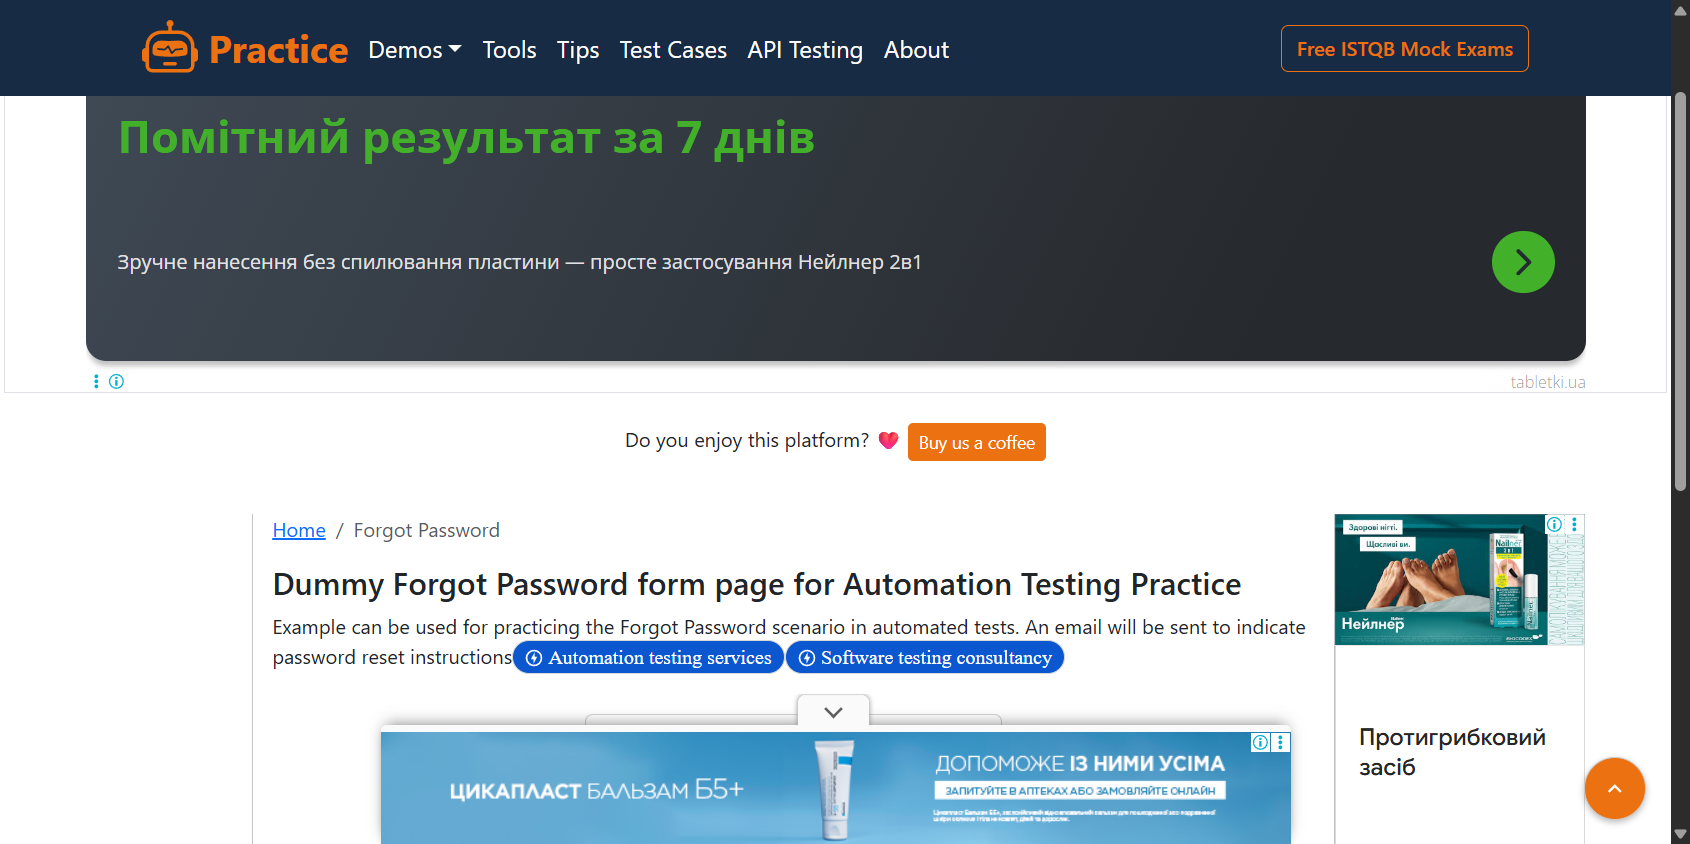 Practice
Demos
Tools
Tips
Test Cases
API Testing
About
Free ISTQB Mock Exams
Помітний результат за 7 днів
Зручне нанесення без спилювання пластини — просте застосування Нейлнер 2в1
tabletki.ua
Do you enjoy this platform?
Buy us a coffee
Home / Forgot Password
Dummy Forgot Password form page for Automation Testing Practice
Example can be used for practicing the Forgot Password scenario in automated tests. An email will be sent to indicate
password reset instructions
Automation testing services
Software testing consultancy
Здорові нігті.
Щасливі ви.
Nailner
2 в 1
Нейлнер
Протигрибковий
засіб
ЦИКАПЛАСТ БАЛЬЗАМ Б5+
ДОПОМОЖЕ ІЗ НИМИ УСІМА
ЗАПИТУЙТЕ В АПТЕКАХ АБО ЗАМОВЛЯЙТЕ ОНЛАЙН